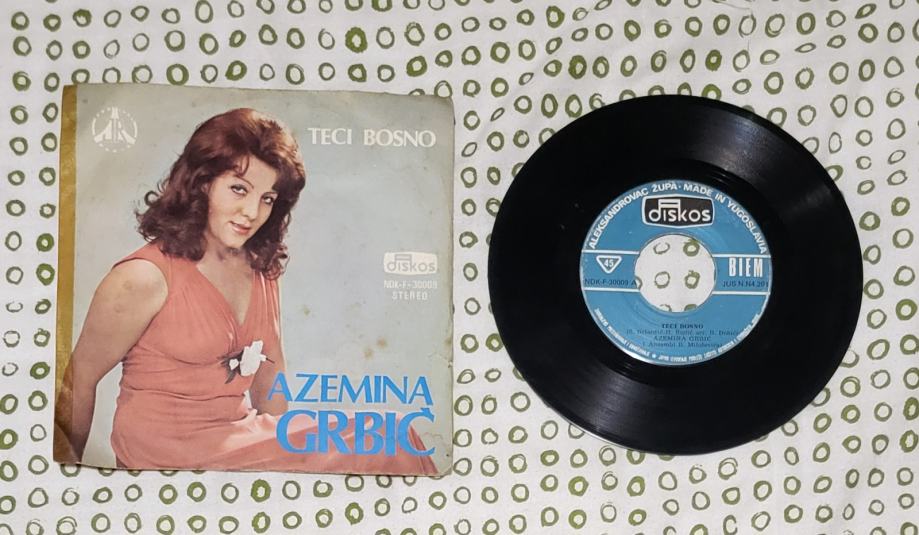 TECI BOSNO
diskos
NDK-F-30009
STEREO
AZEMINA
GRBIČ
ALEKSANDROVAC ŽUPA · MADE IN YUGOSLAVIA
diskos
45
BIEM
NDK-F-30009 A
JUS N.N4.201
TECI BOSNO
AZEMINA GRBIĆ